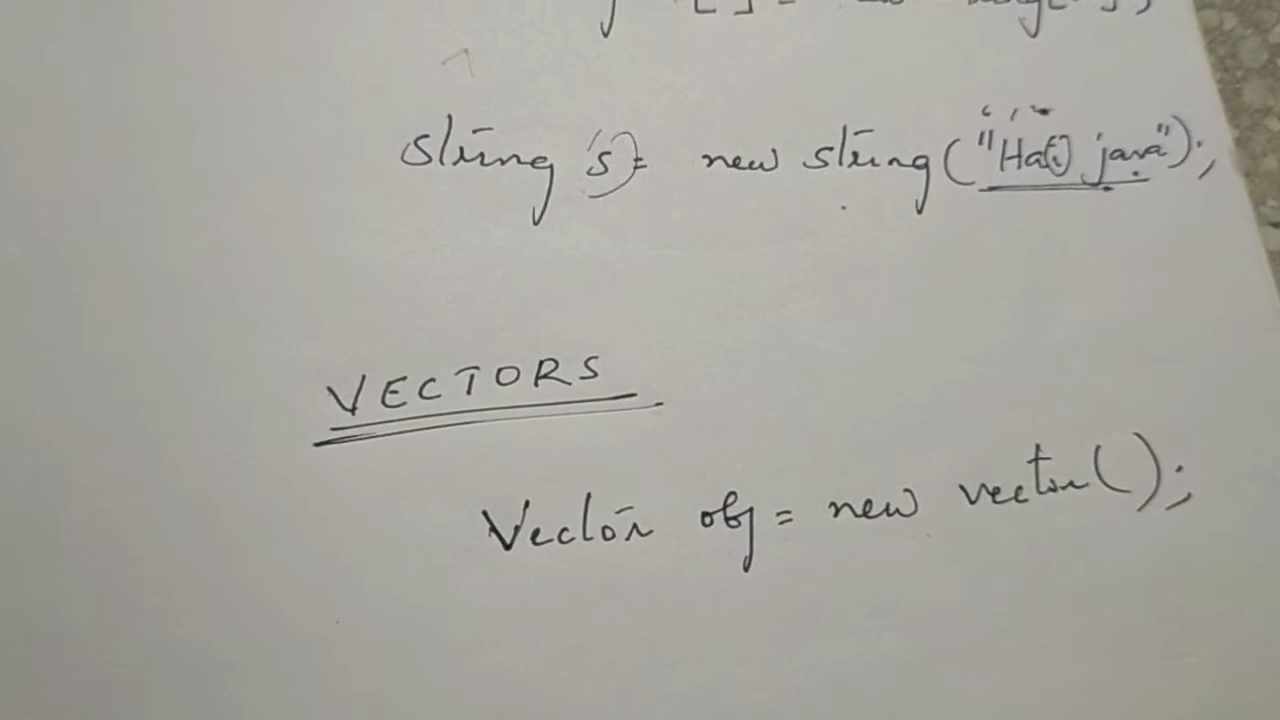 string s = new string("Hai java");
VECTORS
Vector obj = new vector();